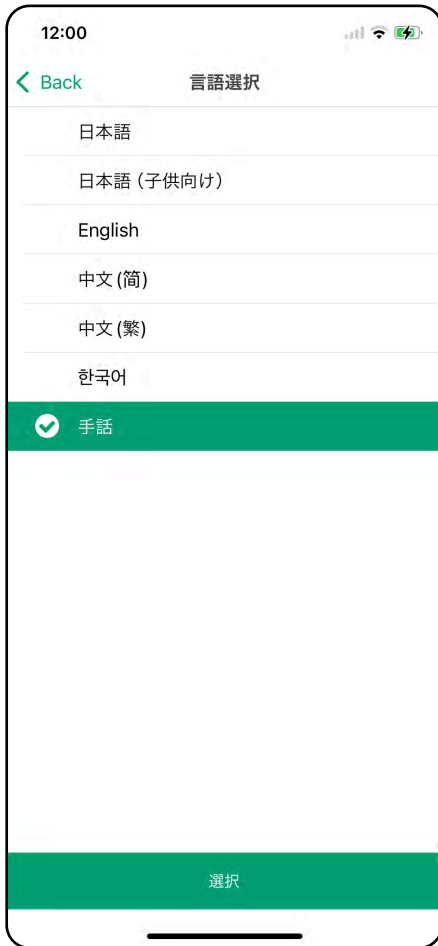 12:00
Back
言語選択
日本語
日本語（子供向け）
English
中文(简)
中文(繁)
한국어
手話
選択